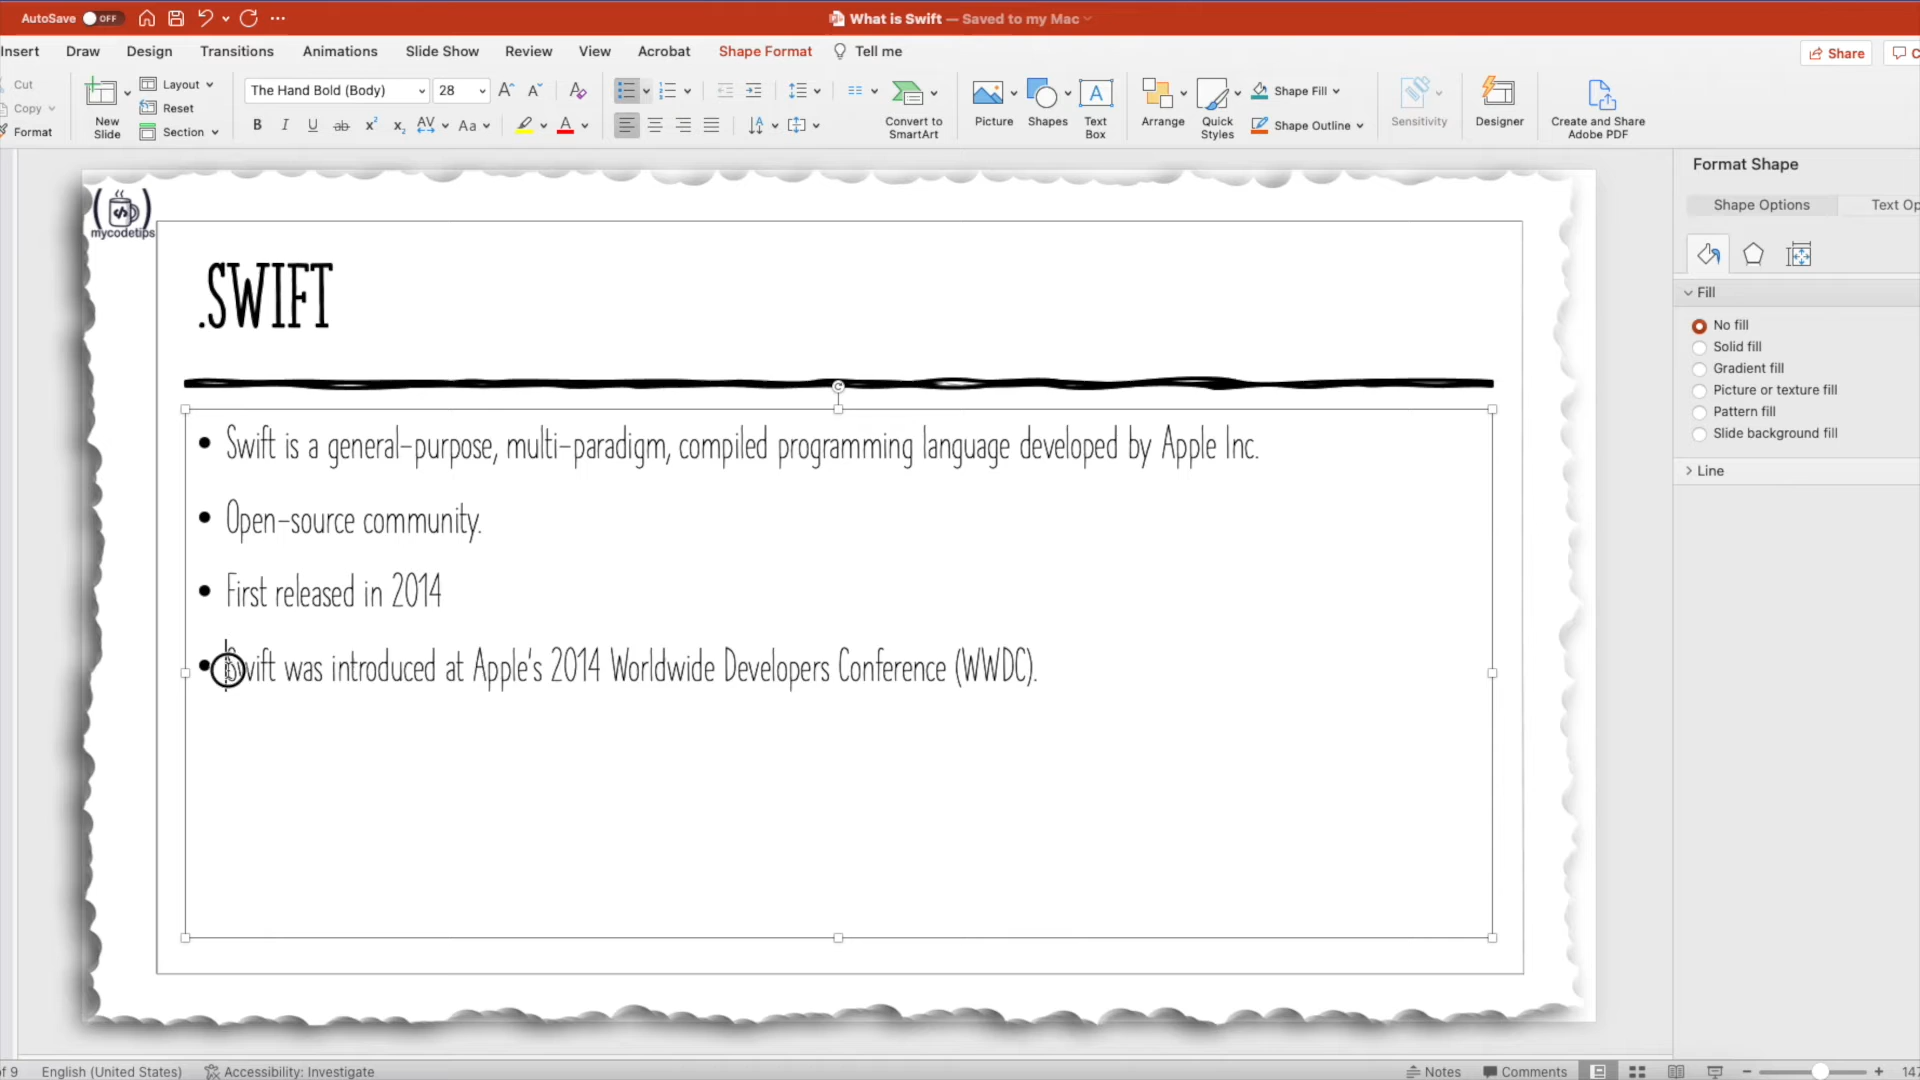 AutoSave OFF
What is Swift — Saved to my Mac
Insert Draw Design Transitions Animations Slide Show Review View Acrobat Shape Format Tell me
Share
Cut
Copy
Format
New Slide
Layout
Reset
Section
The Hand Bold (Body) 28
Convert to SmartArt
Picture
Shapes
Text Box
Arrange
Quick Styles
Shape Fill
Shape Outline
Sensitivity
Designer
Create and Share Adobe PDF
mycodetips
.SWIFT
• Swift is a general-purpose, multi-paradigm, compiled programming language developed by Apple Inc.
• Open-source community.
• First released in 2014
• Swift was introduced at Apple's 2014 Worldwide Developers Conference (WWDC).
Format Shape
Shape Options Text Op
Fill
No fill
Solid fill
Gradient fill
Picture or texture fill
Pattern fill
Slide background fill
Line
of 9 English (United States) Accessibility: Investigate
Notes Comments 147